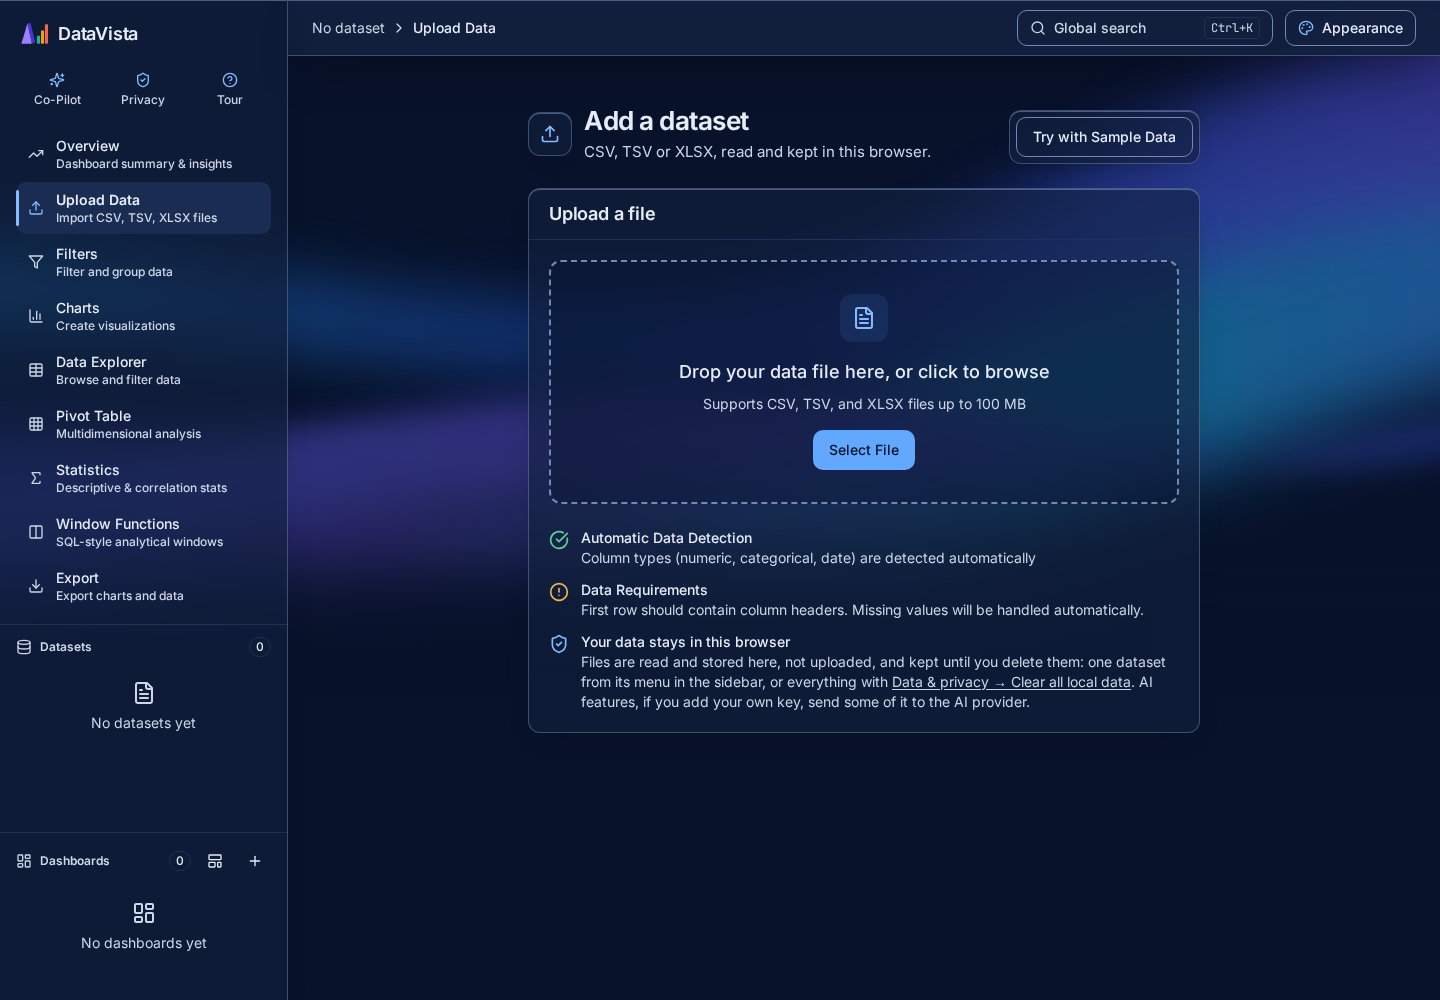 DataVista
Co-Pilot
Privacy
Tour
Overview
Dashboard summary & insights
Upload Data
Import CSV, TSV, XLSX files
Filters
Filter and group data
Charts
Create visualizations
Data Explorer
Browse and filter data
Pivot Table
Multidimensional analysis
Statistics
Descriptive & correlation stats
Window Functions
SQL-style analytical windows
Export
Export charts and data
Datasets
0
No datasets yet
Dashboards
0
No dashboards yet
No dataset
Upload Data
Global search
Ctrl+K
Appearance
Add a dataset
CSV, TSV or XLSX, read and kept in this browser.
Try with Sample Data
Upload a file
Drop your data file here, or click to browse
Supports CSV, TSV, and XLSX files up to 100 MB
Select File
Automatic Data Detection
Column types (numeric, categorical, date) are detected automatically
Data Requirements
First row should contain column headers. Missing values will be handled automatically.
Your data stays in this browser
Files are read and stored here, not uploaded, and kept until you delete them: one dataset
from its menu in the sidebar, or everything with Data & privacy → Clear all local data. AI
features, if you add your own key, send some of it to the AI provider.